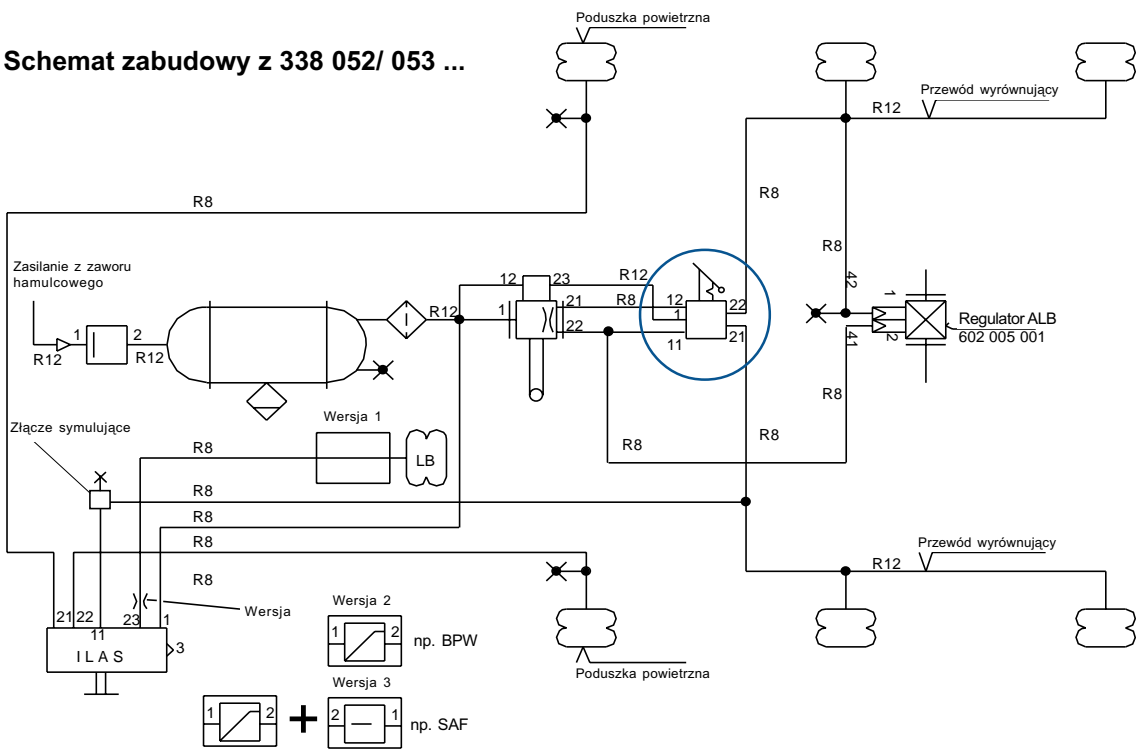 Poduszka powietrzna
Schemat zabudowy z 338 052/ 053 ...
Przewód wyrównujący
R12
R8
R8
R8
Zasilanie z zaworu
hamulcowego
12 23 R12
42
1
21 R8 12 22
1 2 R12 1 1
22
Regulator ALB
602 005 001
R12 R12
11 21
41 2
R8
Wersja 1
Złącze symulujące
R8 R8 R8
LB
R8
R8
R8
Przewód wyrównujący
R12
R8
Wersja
Wersja 2
21 22 11 23 1
1 2 np. BPW
3
ILAS
Poduszka powietrzna
Wersja 3
1 2 + 2 1 np. SAF